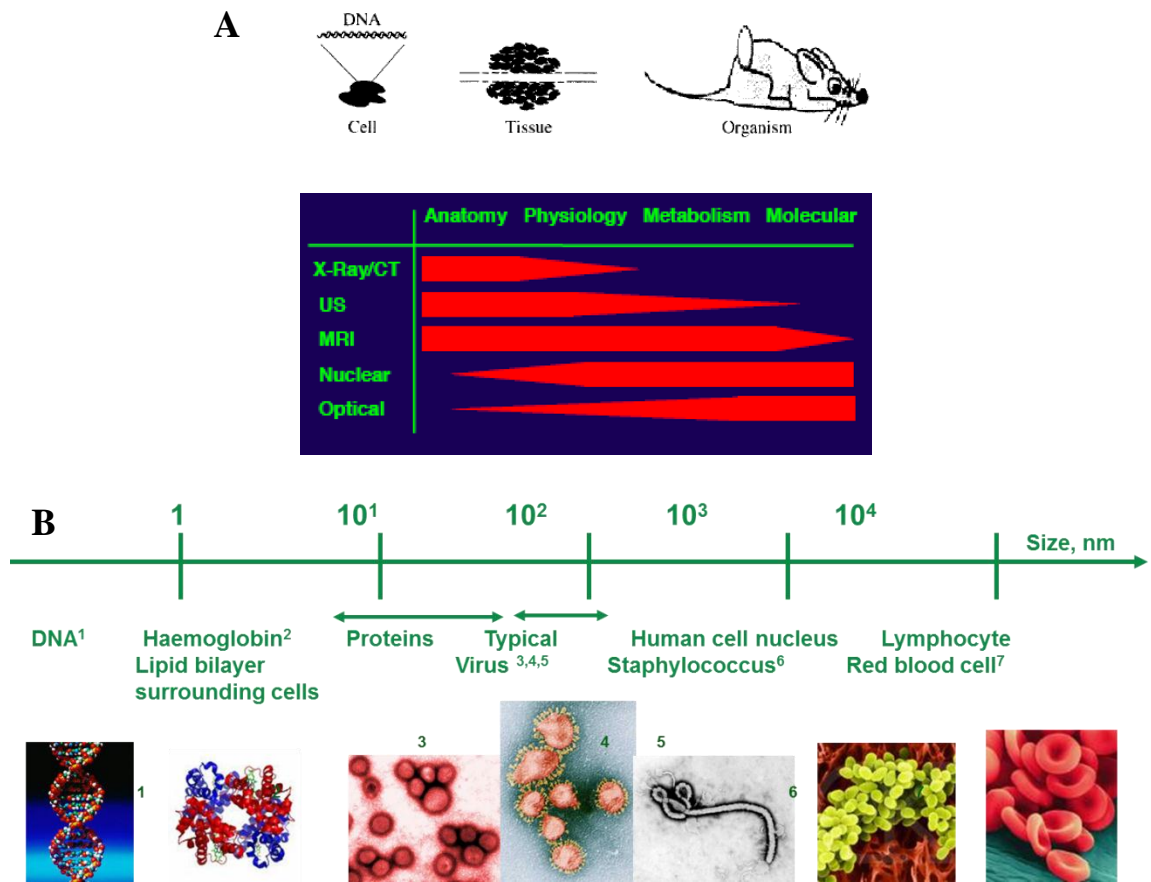 A
DNA
Cell Tissue Organism
Anatomy Physiology Metabolism Molecular
X-Ray/CT
US
MRI
Nuclear
Optical
B
1 10¹ 10² 10³ 10⁴
Size, nm
DNA¹ Haemoglobin² Proteins Typical Human cell nucleus Lymphocyte
Lipid bilayer Virus ³,⁴,⁵ Staphylococcus⁶ Red blood cell⁷
surrounding cells
3 4 5
1 6